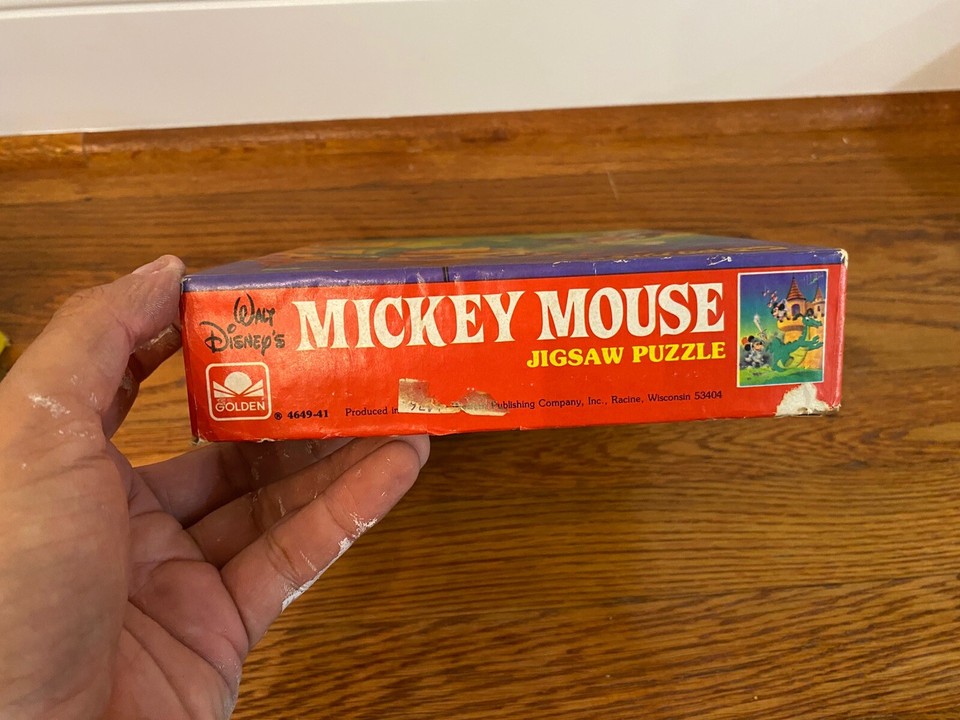 WALT
DISNEY'S
MICKEY MOUSE
JIGSAW PUZZLE
GOLDEN
® 4649-41 Produced in Publishing Company, Inc., Racine, Wisconsin 53404